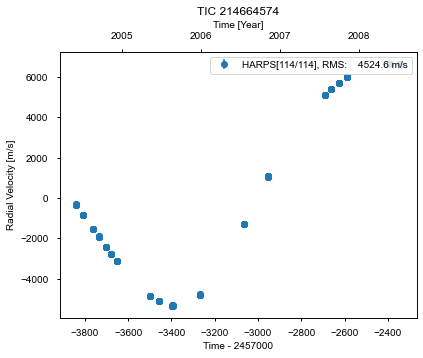 TIC 214664574
Time [Year]
2005 2006 2007 2008
HARPS[114/114], RMS: 4524.6 m/s
Radial Velocity [m/s]
6000
4000
2000
0
−2000
−4000
−3800 −3600 −3400 −3200 −3000 −2800 −2600 −2400
Time - 2457000